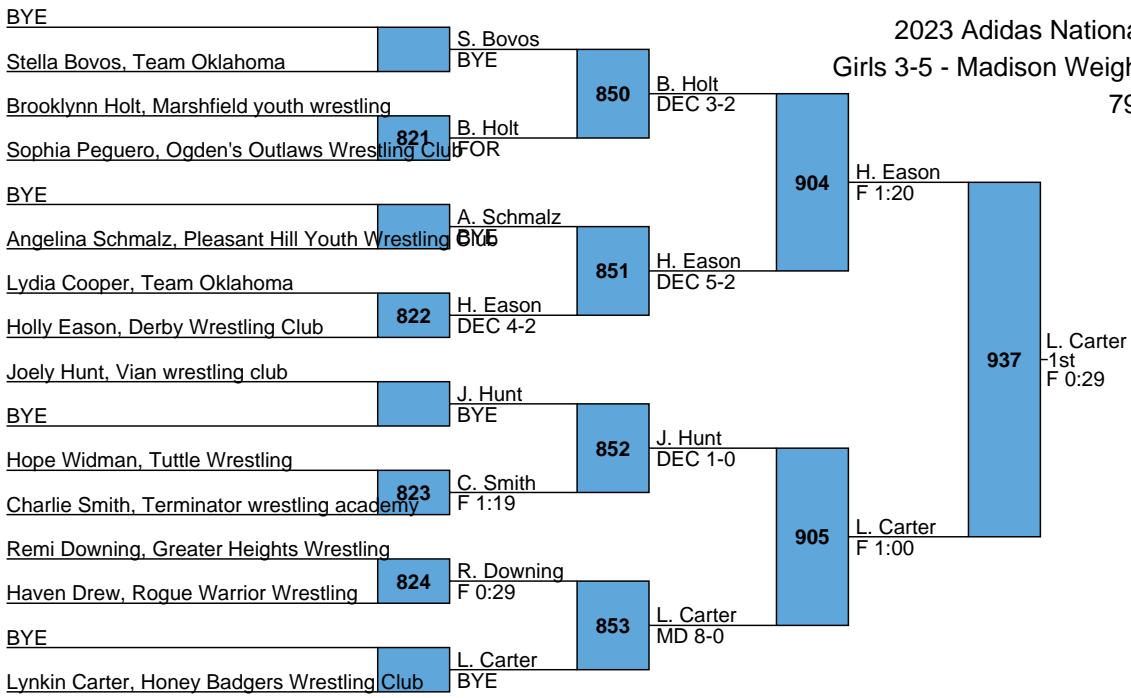 BYE
Stella Bovos, Team Oklahoma
Brooklynn Holt, Marshfield youth wrestling
821
Sophia Peguero, Ogden's Outlaws Wrestling Club
BYE
Angelina Schmalz, Pleasant Hill Youth Wrestling Club
Lydia Cooper, Team Oklahoma
822
Holly Eason, Derby Wrestling Club
Joely Hunt, Vian wrestling club
BYE
Hope Widman, Tuttle Wrestling
823
Charlie Smith, Terminator wrestling academy
Remi Downing, Greater Heights Wrestling
824
Haven Drew, Rogue Warrior Wrestling
BYE
Lynkin Carter, Honey Badgers Wrestling Club
S. Bovos
BYE
850
B. Holt
FOR
A. Schmalz
BYE
851
H. Eason
DEC 4-2
J. Hunt
BYE
852
C. Smith
F 1:19
R. Downing
F 0:29
853
L. Carter
BYE
B. Holt
DEC 3-2
904
H. Eason
DEC 5-2
J. Hunt
DEC 1-0
905
L. Carter
MD 8-0
H. Eason
F 1:20
937
L. Carter
F 1:00
L. Carter
1st
F 0:29
2023 Adidas Nationa
Girls 3-5 - Madison Weigh
79